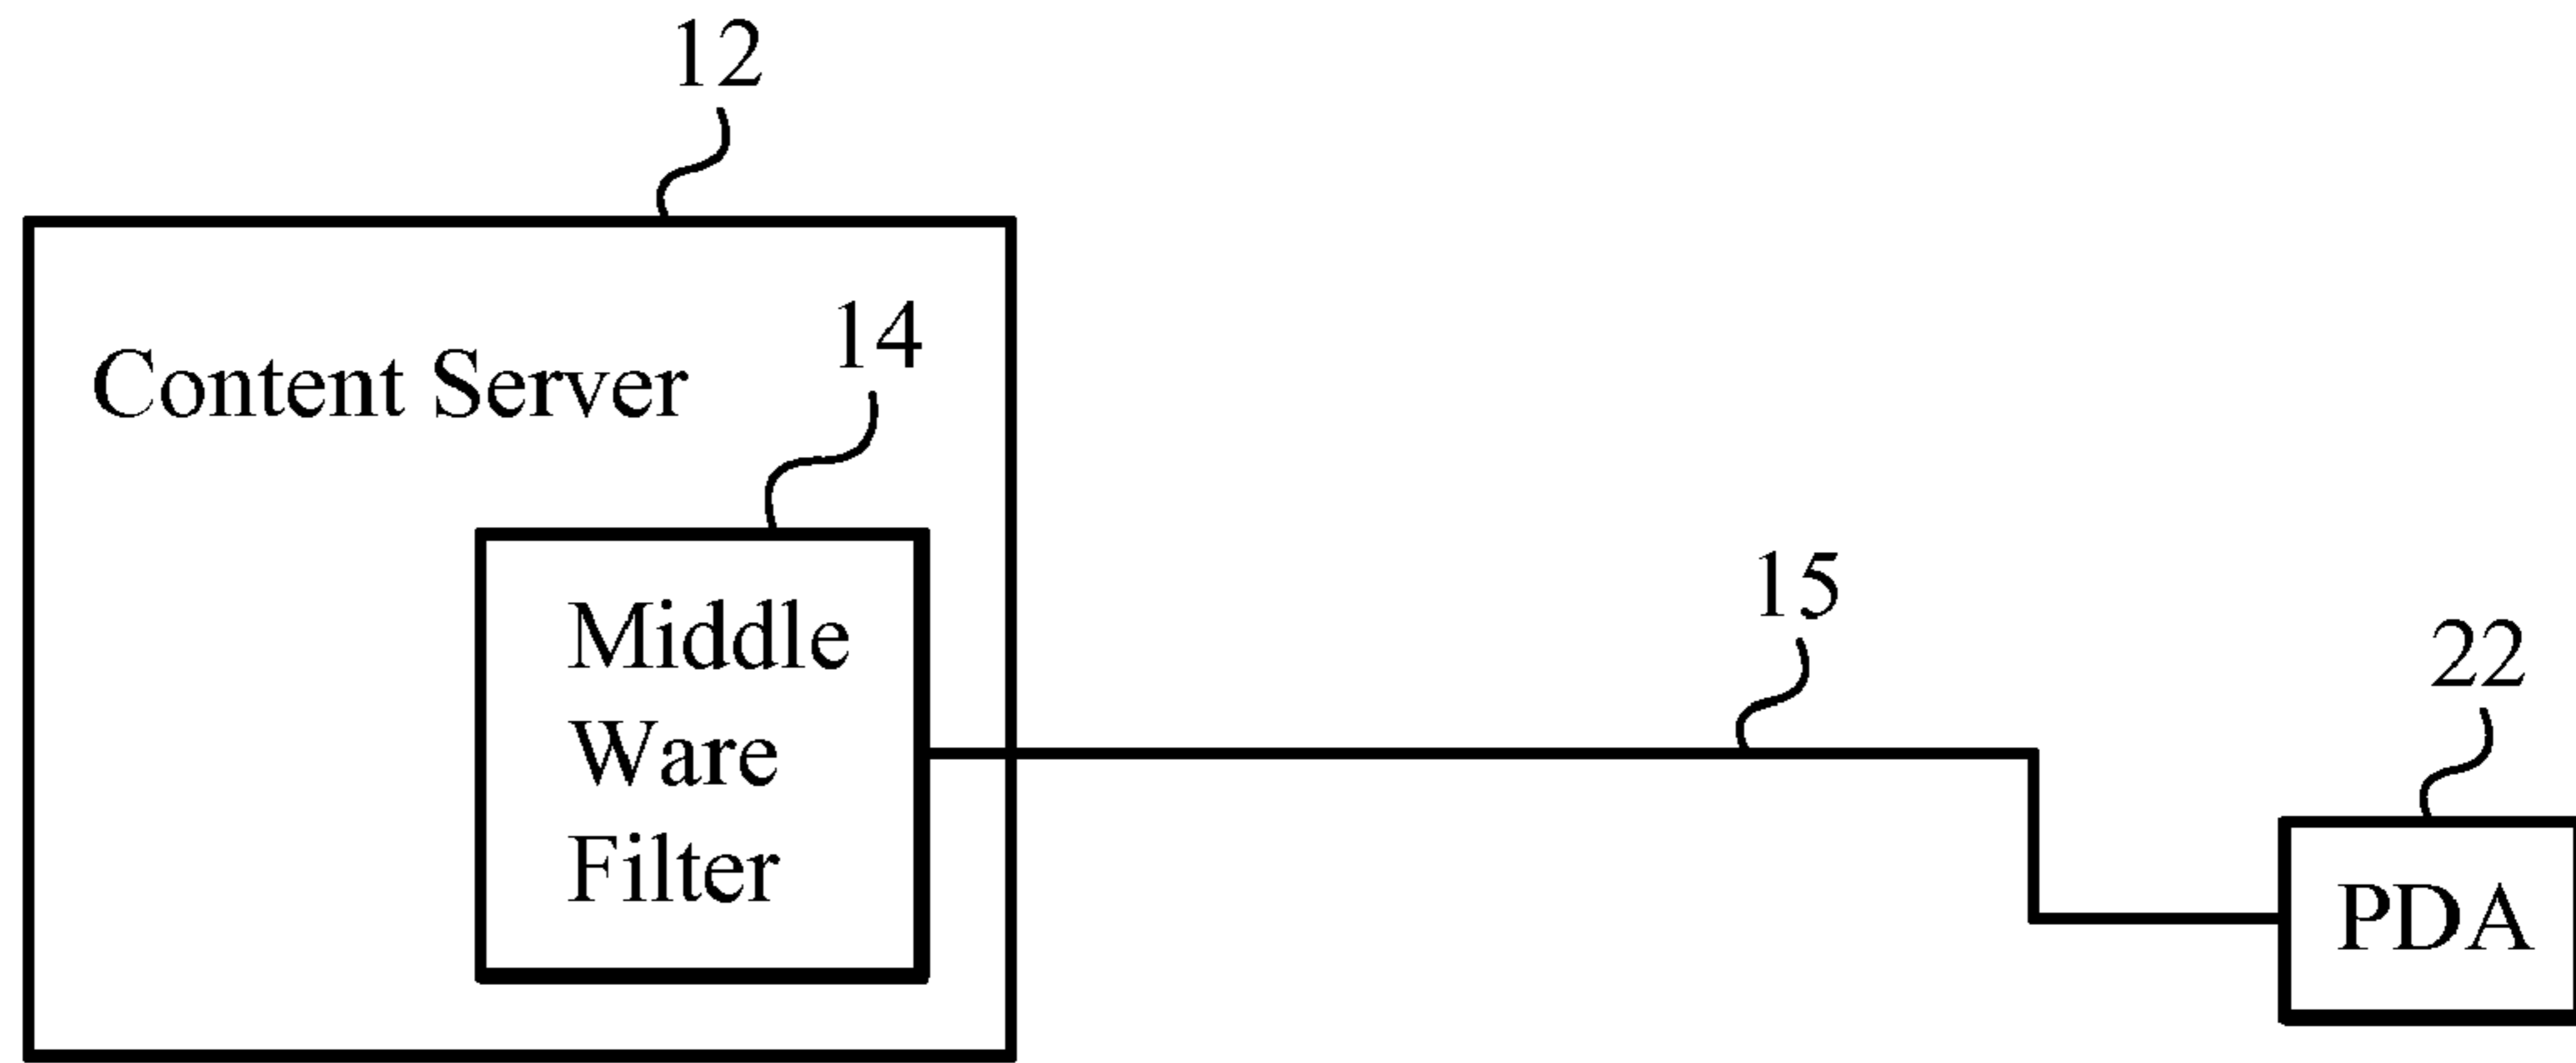 12
Content Server
14
Middle
Ware
Filter
15
22
PDA